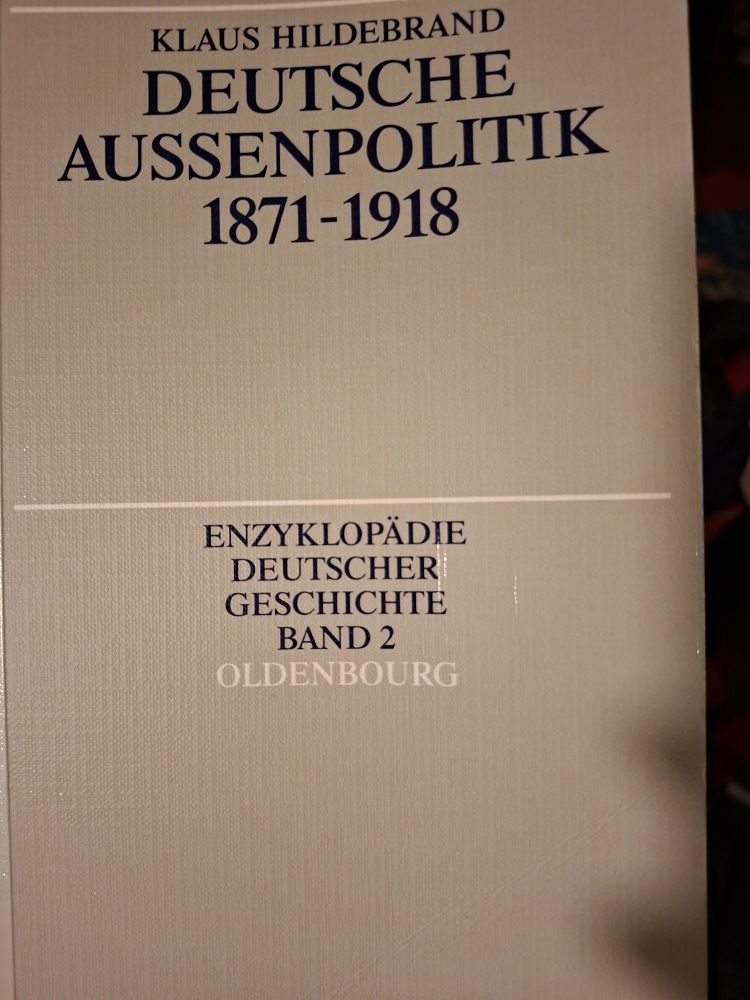 KLAUS HILDEBRAND
DEUTSCHE
AUSSENPOLITIK
1871-1918
ENZYKLOPÄDIE
DEUTSCHER
GESCHICHTE
BAND 2
OLDENBOURG